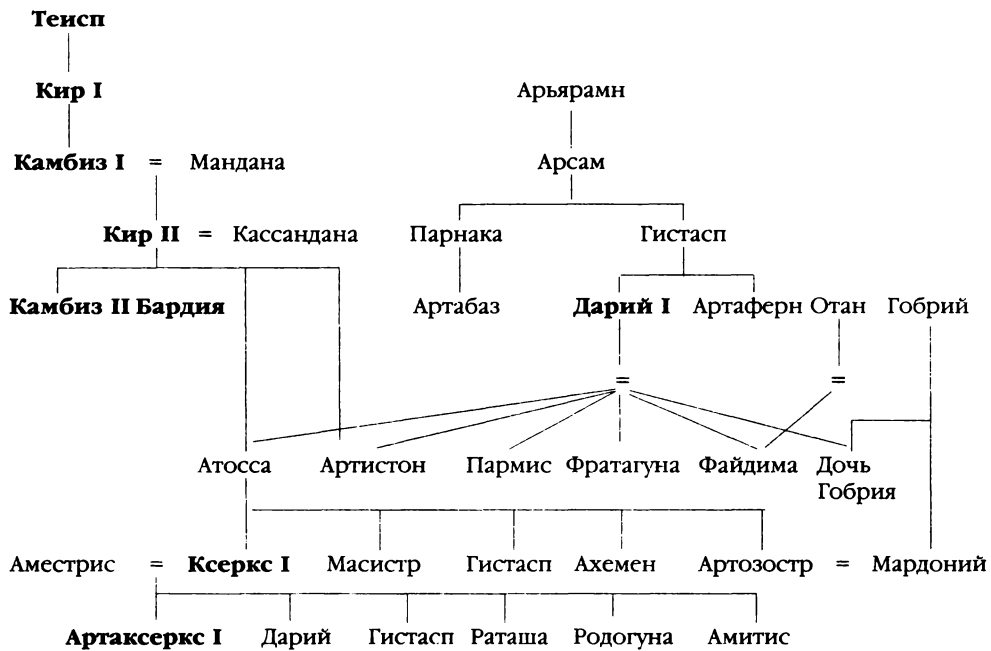 Теисп
Кир I
Арьярамн
Камбиз I = Мандана
Арсам
Кир II = Кассандана
Парнака
Гистасп
Камбиз II Бардия
Артабаз
Дарий I
Артаферн Отан
Гобрий
=
=
Атосса
Артистон
Пармис
Фратагуна
Файдима
Дочь
Гобрия
Аместрис = Ксеркс I
Масистр
Гистасп
Ахемен
Артозостр = Мардоний
Артаксеркс I
Дарий
Гистасп
Раташа
Родогуна
Амитис